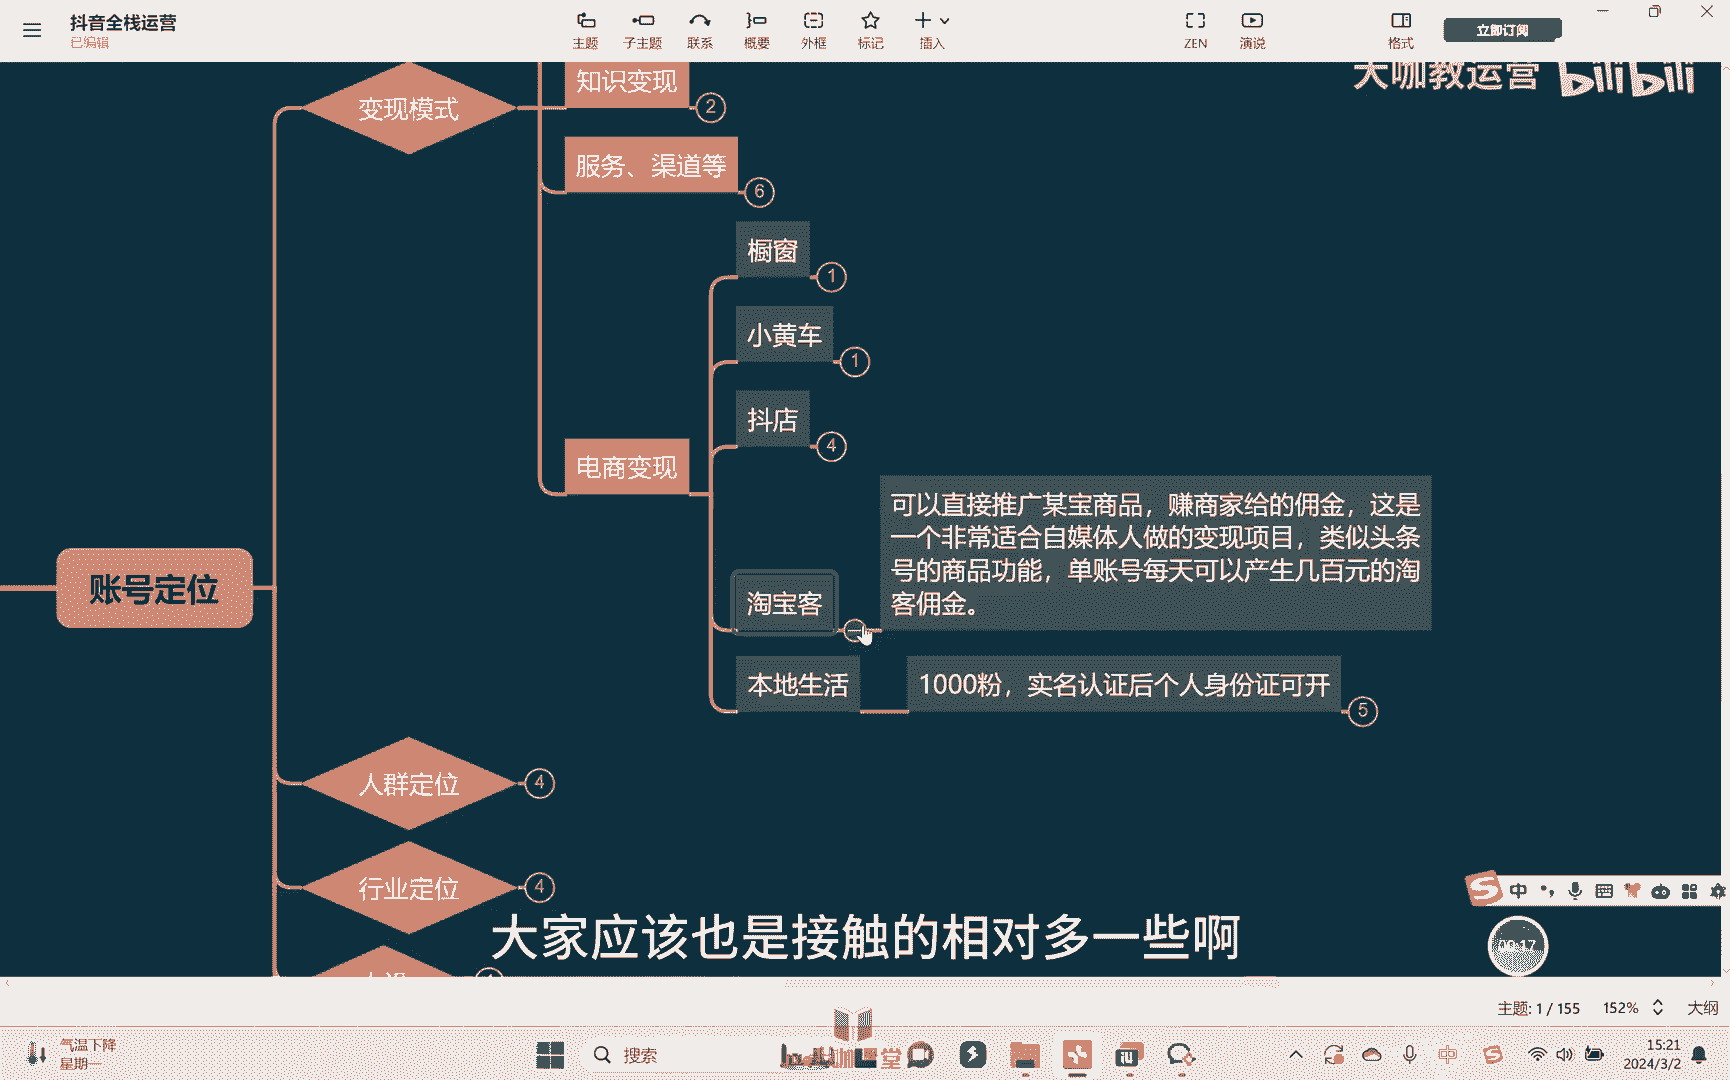 抖音全栈运营
已编辑
主题
子主题
联系
概要
外框
标记
插入
ZEN
演说
格式
立即订阅
大咖教运营 bilibili
变现模式
知识变现
2
服务、渠道等
6
橱窗
1
小黄车
1
抖店
4
电商变现
可以直接推广某宝商品，赚商家给的佣金，这是
一个非常适合自媒体人做的变现项目，类似头条
号的商品功能，单账号每天可以产生几百元的淘
客佣金。
淘宝客
账号定位
本地生活
1000粉，实名认证后个人身份证可开
5
人群定位
4
行业定位
4
大家应该也是接触的相对多一些啊
中
00:17
主题: 1 / 155
152%
大纲
气温下降
星期一
搜索
中
15:21
2024/3/2